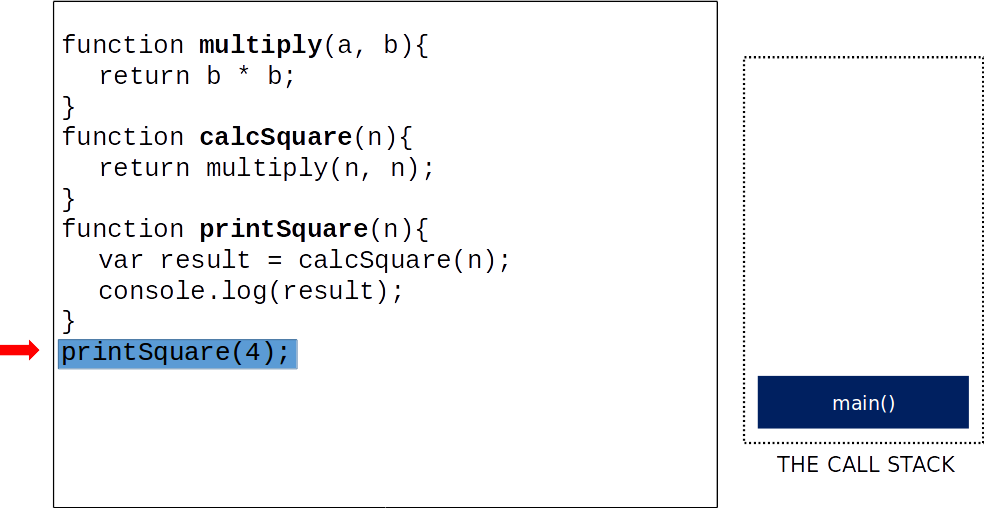 function multiply(a, b){
return b * b;
}
function calcSquare(n){
return multiply(n, n);
}
function printSquare(n){
var result = calcSquare(n);
console.log(result);
}
printSquare(4);
main()
THE CALL STACK